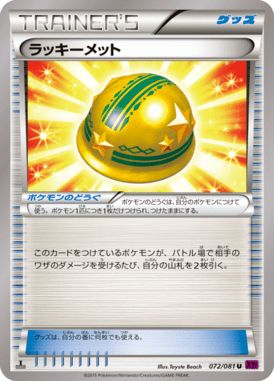 TRAINER'S グッズ
ラッキーメット
ポケモンのどうぐ
ポケモンのどうぐは、自分のポケモンにつけて
使う。ポケモン1匹につき1枚だけつけられ、つけたままにする。
このカードをつけているポケモンが、バトル場で相手の
ワザのダメージを受けるたび、自分の山札を2枚引く。
グッズは、自分の番に何枚でも使える。
Illus.Toyste Beach 072/081 U
©2015 Pokémon/Nintendo/Creatures/GAME FREAK.